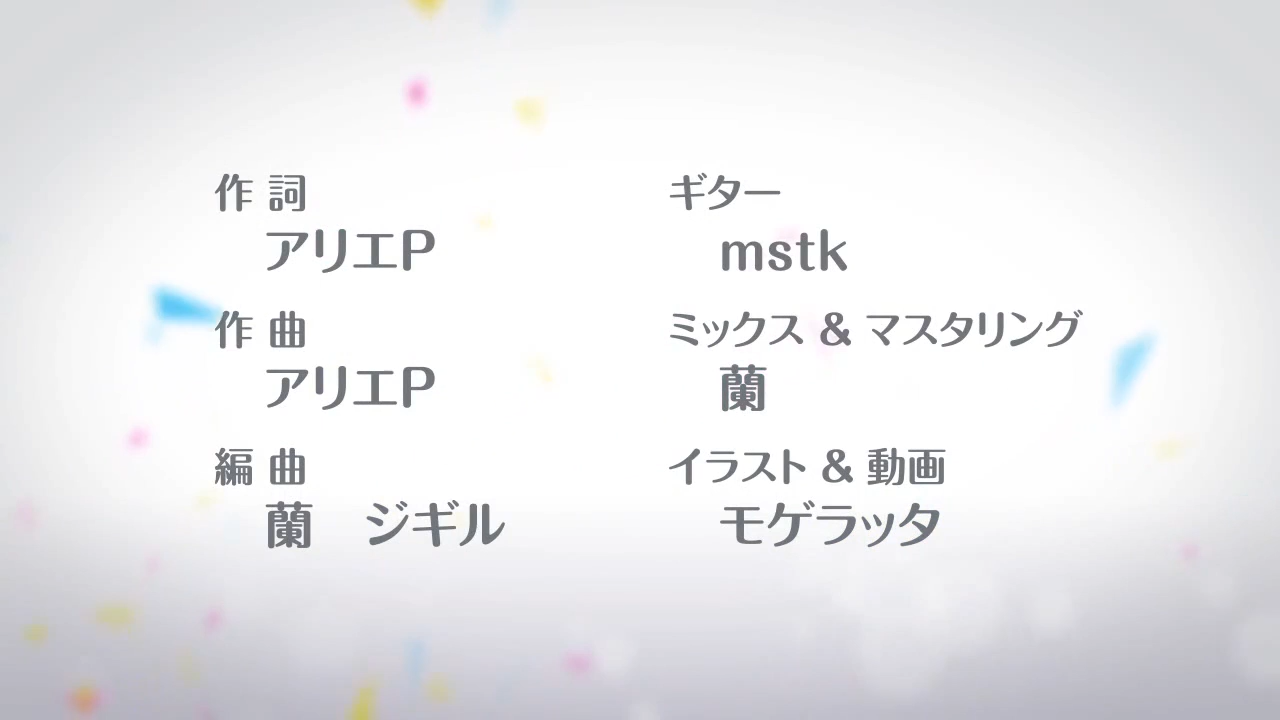 作詞
アリエP
作曲
アリエP
編曲
蘭　ジギル
ギター
mstk
ミックス & マスタリング
蘭
イラスト & 動画
モゲラッタ